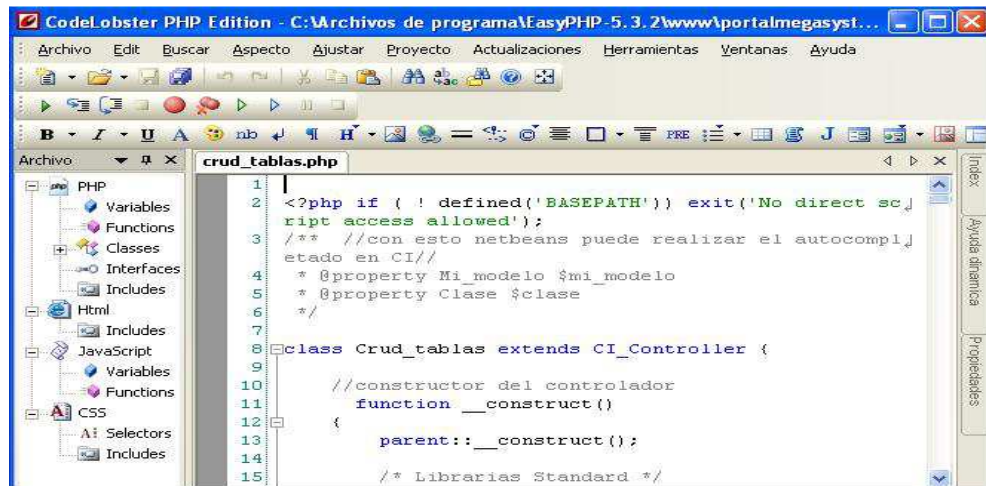 CodeLobster PHP Edition - C:\Archivos de programa\EasyPHP-5.3.2\www\portalmegasyst...
Archivo Edit Buscar Aspecto Ajustar Proyecto Actualizaciones Herramientas Ventanas Ayuda
B I U A nb ¶ H PRE J
Archivo
crud_tablas.php
PHP
Variables
Functions
Classes
Interfaces
Includes
Html
Includes
JavaScript
Variables
Functions
CSS
Selectors
Includes
1
2 <?php if ( ! defined('BASEPATH')) exit('No direct sc
ript access allowed');
3 /** //con esto netbeans puede realizar el autocompl
etado en CI//
4 * @property Mi_modelo $mi_modelo
5 * @property Clase $clase
6 */
7
8 class Crud_tablas extends CI_Controller {
9
10 //constructor del controlador
11 function __construct()
12 {
13 parent::__construct();
14
15 /* Librarias Standard */
Index
Ayuda dinamica
Propiedades